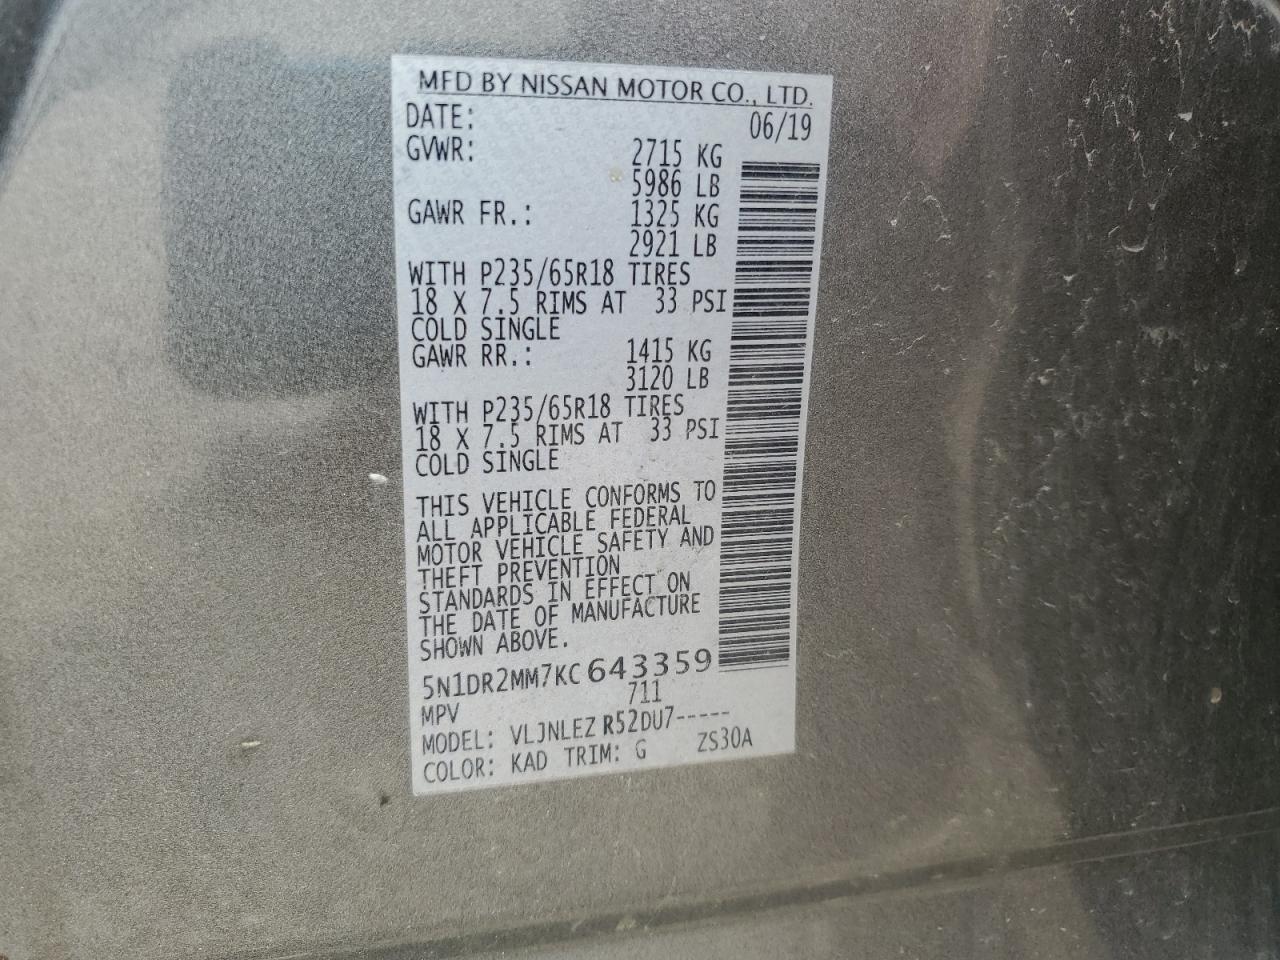 MFD BY NISSAN MOTOR CO., LTD.
DATE: 06/19
GVWR: 2715 KG
5986 LB
GAWR FR.: 1325 KG
2921 LB
WITH P235/65R18 TIRES
18 X 7.5 RIMS AT 33 PSI
COLD SINGLE
GAWR RR.: 1415 KG
3120 LB
WITH P235/65R18 TIRES
18 X 7.5 RIMS AT 33 PSI
COLD SINGLE
THIS VEHICLE CONFORMS TO
ALL APPLICABLE FEDERAL
MOTOR VEHICLE SAFETY AND
THEFT PREVENTION
STANDARDS IN EFFECT ON
THE DATE OF MANUFACTURE
SHOWN ABOVE.
5N1DR2MM7KC643359
MPV 711
MODEL: VLJNLEZ R52DU7-----
COLOR: KAD TRIM: G ZS30A